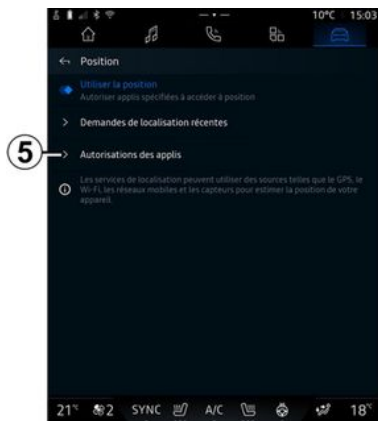 10°C 15:03
Position
Utiliser la position
Autoriser applis spécifiées à accéder à position
Demandes de localisation récentes
5
Autorisations des applis
Les services de localisation peuvent utiliser des sources telles que le GPS, le
Wi-Fi, les réseaux mobiles et les capteurs pour estimer la position de votre
appareil.
21°C 2 SYNC A/C 18°C